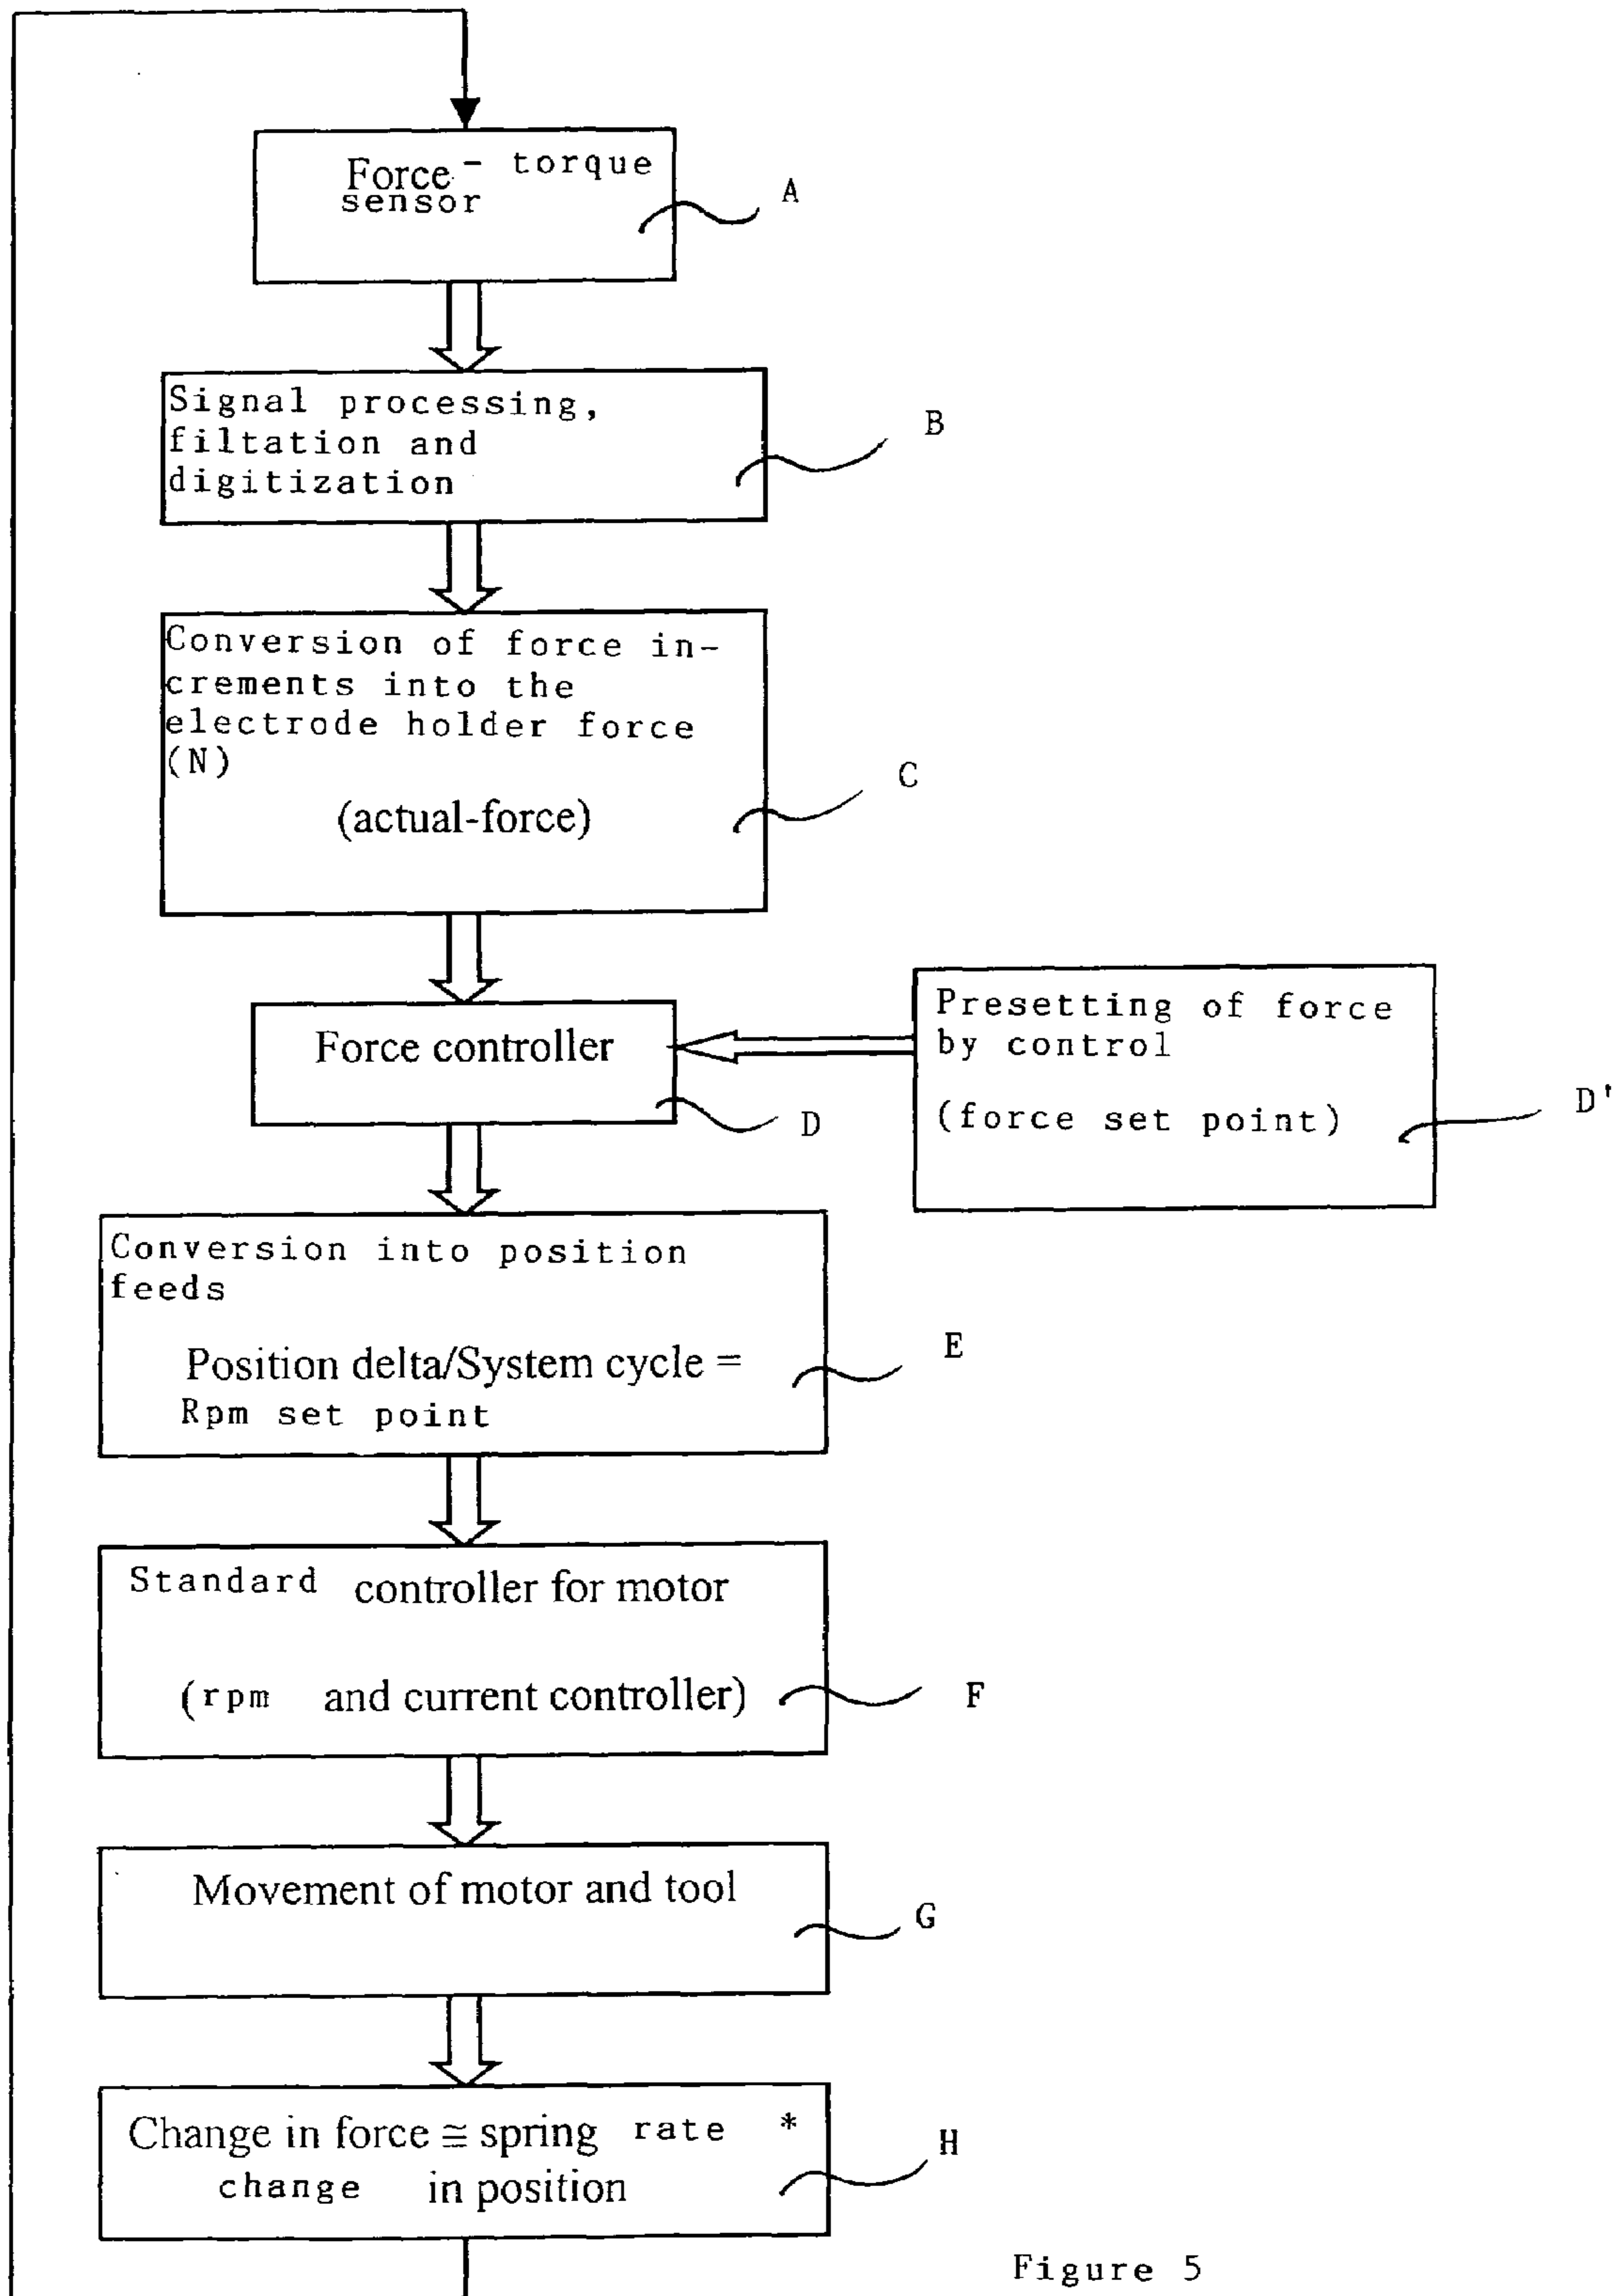 Force - torque
sensor
A
Signal processing,
filtation and
digitization
B
Conversion of force in-
crements into the
electrode holder force
(N)
(actual-force)
C
Force controller
D
Presetting of force
by control
(force set point)
D'
Conversion into position
feeds
Position delta/System cycle =
Rpm set point
E
Standard controller for motor
(rpm and current controller)
F
Movement of motor and tool
G
Change in force ≅ spring rate *
change in position
H
Figure 5